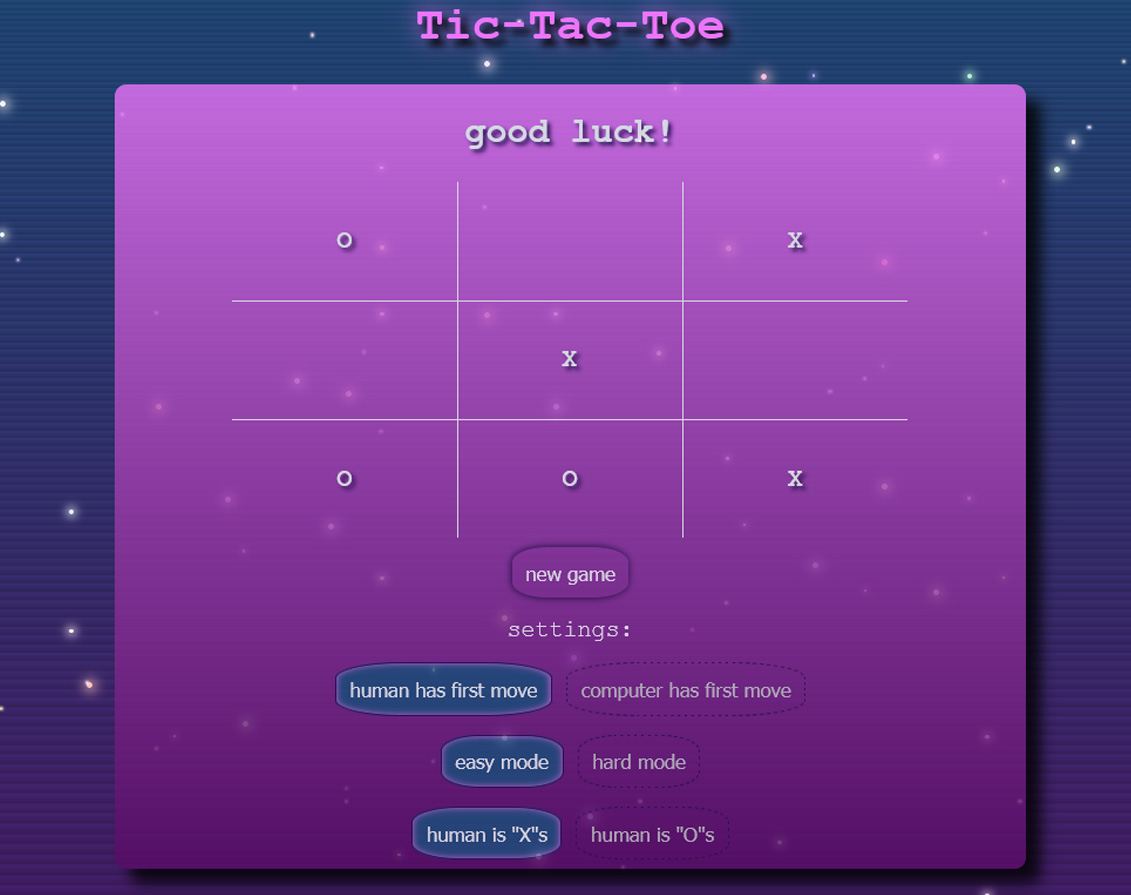 Tic-Tac-Toe
good luck!
o x
x
o o x
new game
settings:
human has first move computer has first move
easy mode hard mode
human is "X"s human is "O"s